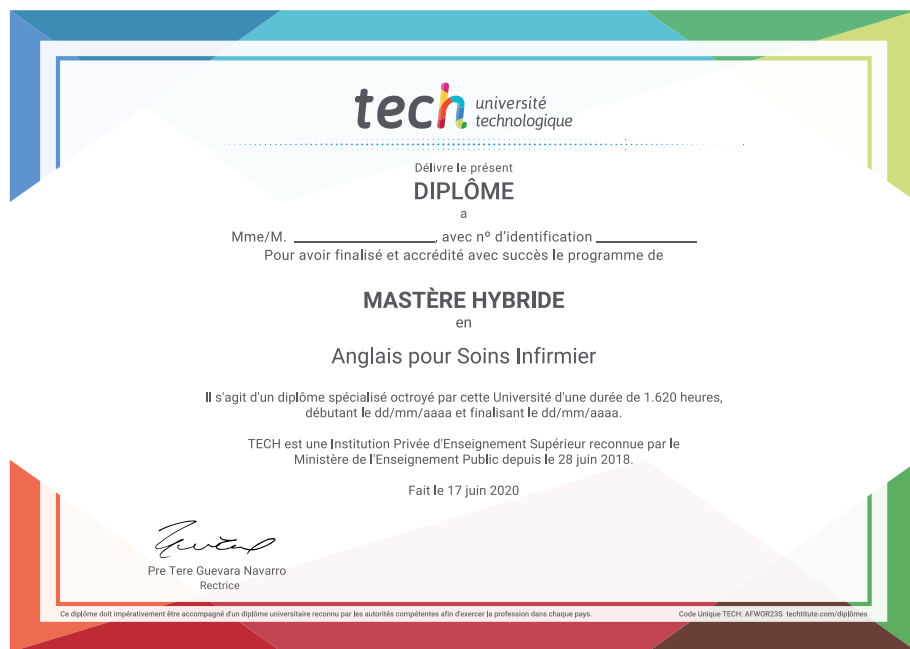 tech université
technologique
Délivre le présent
DIPLÔME
a
Mme/M. ____________________, avec nº d'identification ______________
Pour avoir finalisé et accrédité avec succès le programme de
MASTÈRE HYBRIDE
en
Anglais pour Soins Infirmier
Il s'agit d'un diplôme spécialisé octroyé par cette Université d'une durée de 1.620 heures,
débutant le dd/mm/aaaa et finalisant le dd/mm/aaaa.
TECH est une Institution Privée d'Enseignement Supérieur reconnue par le
Ministère de l'Enseignement Public depuis le 28 juin 2018.
Fait le 17 juin 2020
Pre Tere Guevara Navarro
Rectrice
Ce diplôme doit impérativement être accompagné d'un diplôme universitaire reconnu par les autorités compétentes afin d'exercer la profession dans chaque pays.
Code Unique TECH: AFWOR23S techtitute.com/diplômes